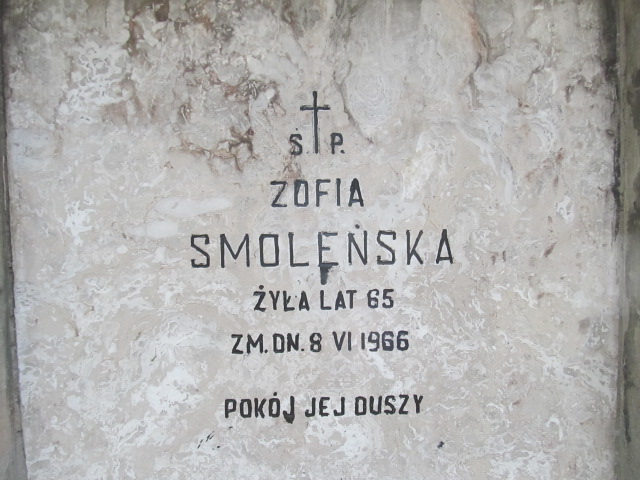 Ś.P.
ZOFIA
SMOLEŃSKA
ŻYŁA LAT 65
ZM.DN. 8 VI 1966
POKÓJ JEJ DUSZY